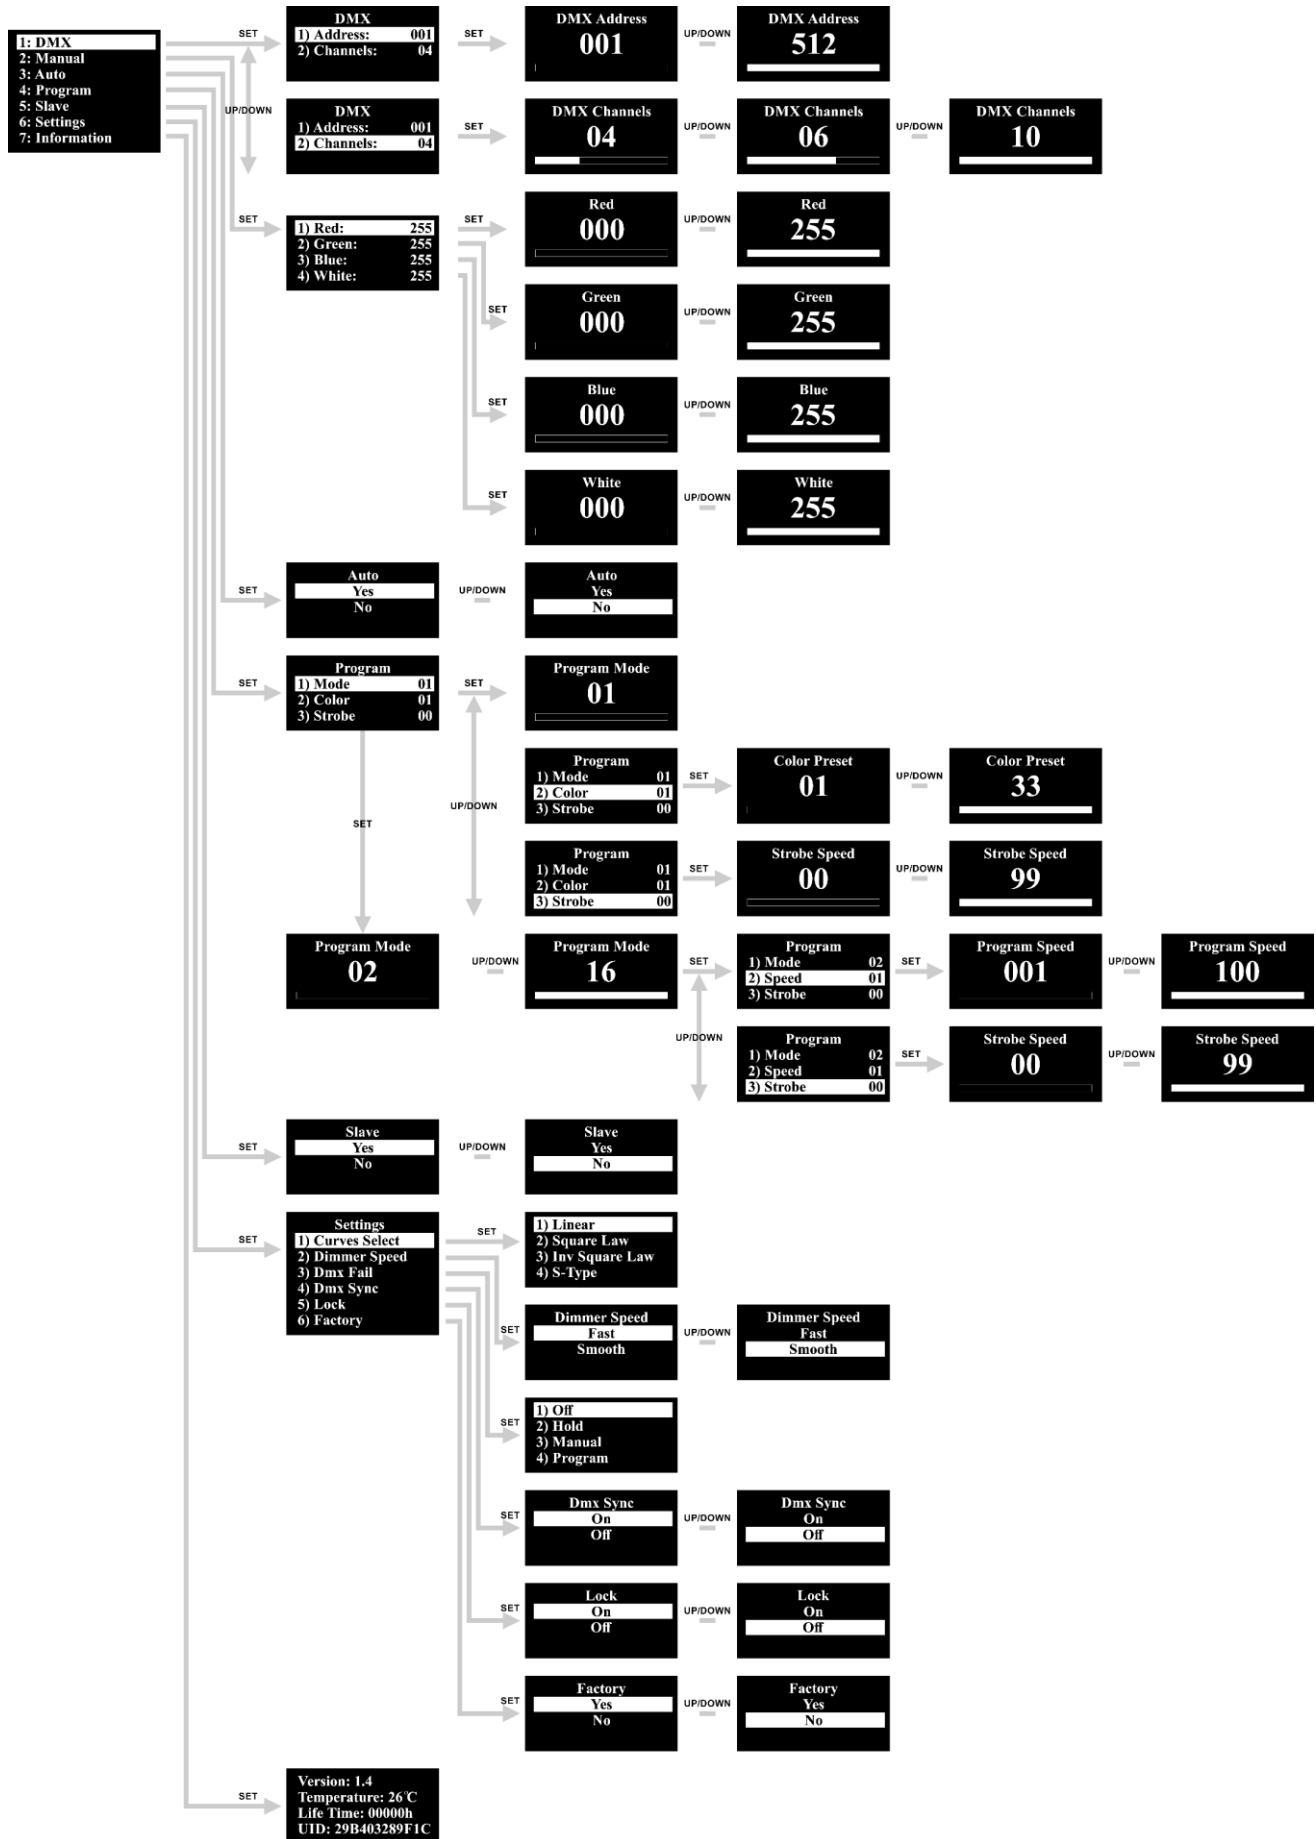 1: DMX
2: Manual
3: Auto
4: Program
5: Slave
6: Settings
7: Information
SET
UP/DOWN
DMX
1) Address: 001
2) Channels: 04
SET
DMX Address
001
UP/DOWN
DMX Address
512
DMX
1) Address: 001
2) Channels: 04
SET
DMX Channels
04
UP/DOWN
DMX Channels
06
UP/DOWN
DMX Channels
10
SET
1) Red: 255
2) Green: 255
3) Blue: 255
4) White: 255
SET
Red
000
UP/DOWN
Red
255
SET
Green
000
UP/DOWN
Green
255
SET
Blue
000
UP/DOWN
Blue
255
SET
White
000
UP/DOWN
White
255
SET
Auto
Yes
No
UP/DOWN
Auto
Yes
No
SET
Program
1) Mode 01
2) Color 01
3) Strobe 00
SET
Program Mode
01
UP/DOWN
Program
1) Mode 01
2) Color 01
3) Strobe 00
SET
Color Preset
01
UP/DOWN
Color Preset
33
Program
1) Mode 01
2) Color 01
3) Strobe 00
SET
Strobe Speed
00
UP/DOWN
Strobe Speed
99
SET
Program Mode
02
UP/DOWN
Program Mode
16
SET
UP/DOWN
Program
1) Mode 02
2) Speed 01
3) Strobe 00
SET
Program Speed
001
UP/DOWN
Program Speed
100
Program
1) Mode 02
2) Speed 01
3) Strobe 00
SET
Strobe Speed
00
UP/DOWN
Strobe Speed
99
SET
Slave
Yes
No
UP/DOWN
Slave
Yes
No
SET
Settings
1) Curves Select
2) Dimmer Speed
3) Dmx Fail
4) Dmx Sync
5) Lock
6) Factory
SET
1) Linear
2) Square Law
3) Inv Square Law
4) S-Type
SET
Dimmer Speed
Fast
Smooth
UP/DOWN
Dimmer Speed
Fast
Smooth
SET
1) Off
2) Hold
3) Manual
4) Program
SET
Dmx Sync
On
Off
UP/DOWN
Dmx Sync
On
Off
SET
Lock
On
Off
UP/DOWN
Lock
On
Off
SET
Factory
Yes
No
UP/DOWN
Factory
Yes
No
SET
Version: 1.4
Temperature: 26℃
Life Time: 00000h
UID: 29B403289F1C